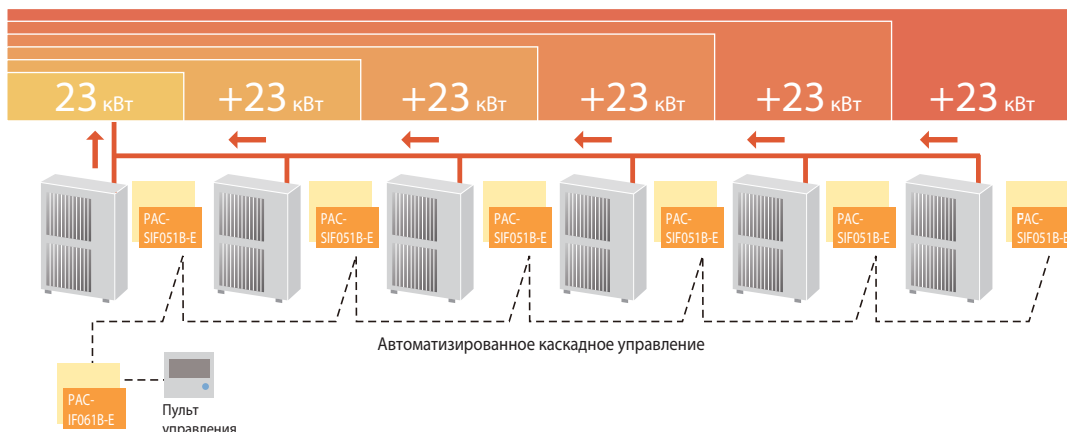 23 кВт +23 кВт +23 кВт +23 кВт +23 кВт +23 кВт
PAC-
SIF051B-E
PAC-
SIF051B-E
PAC-
SIF051B-E
PAC-
SIF051B-E
PAC-
SIF051B-E
PAC-
SIF051B-E
Автоматизированное каскадное управление
PAC-
IF061B-E
Пульт
управления